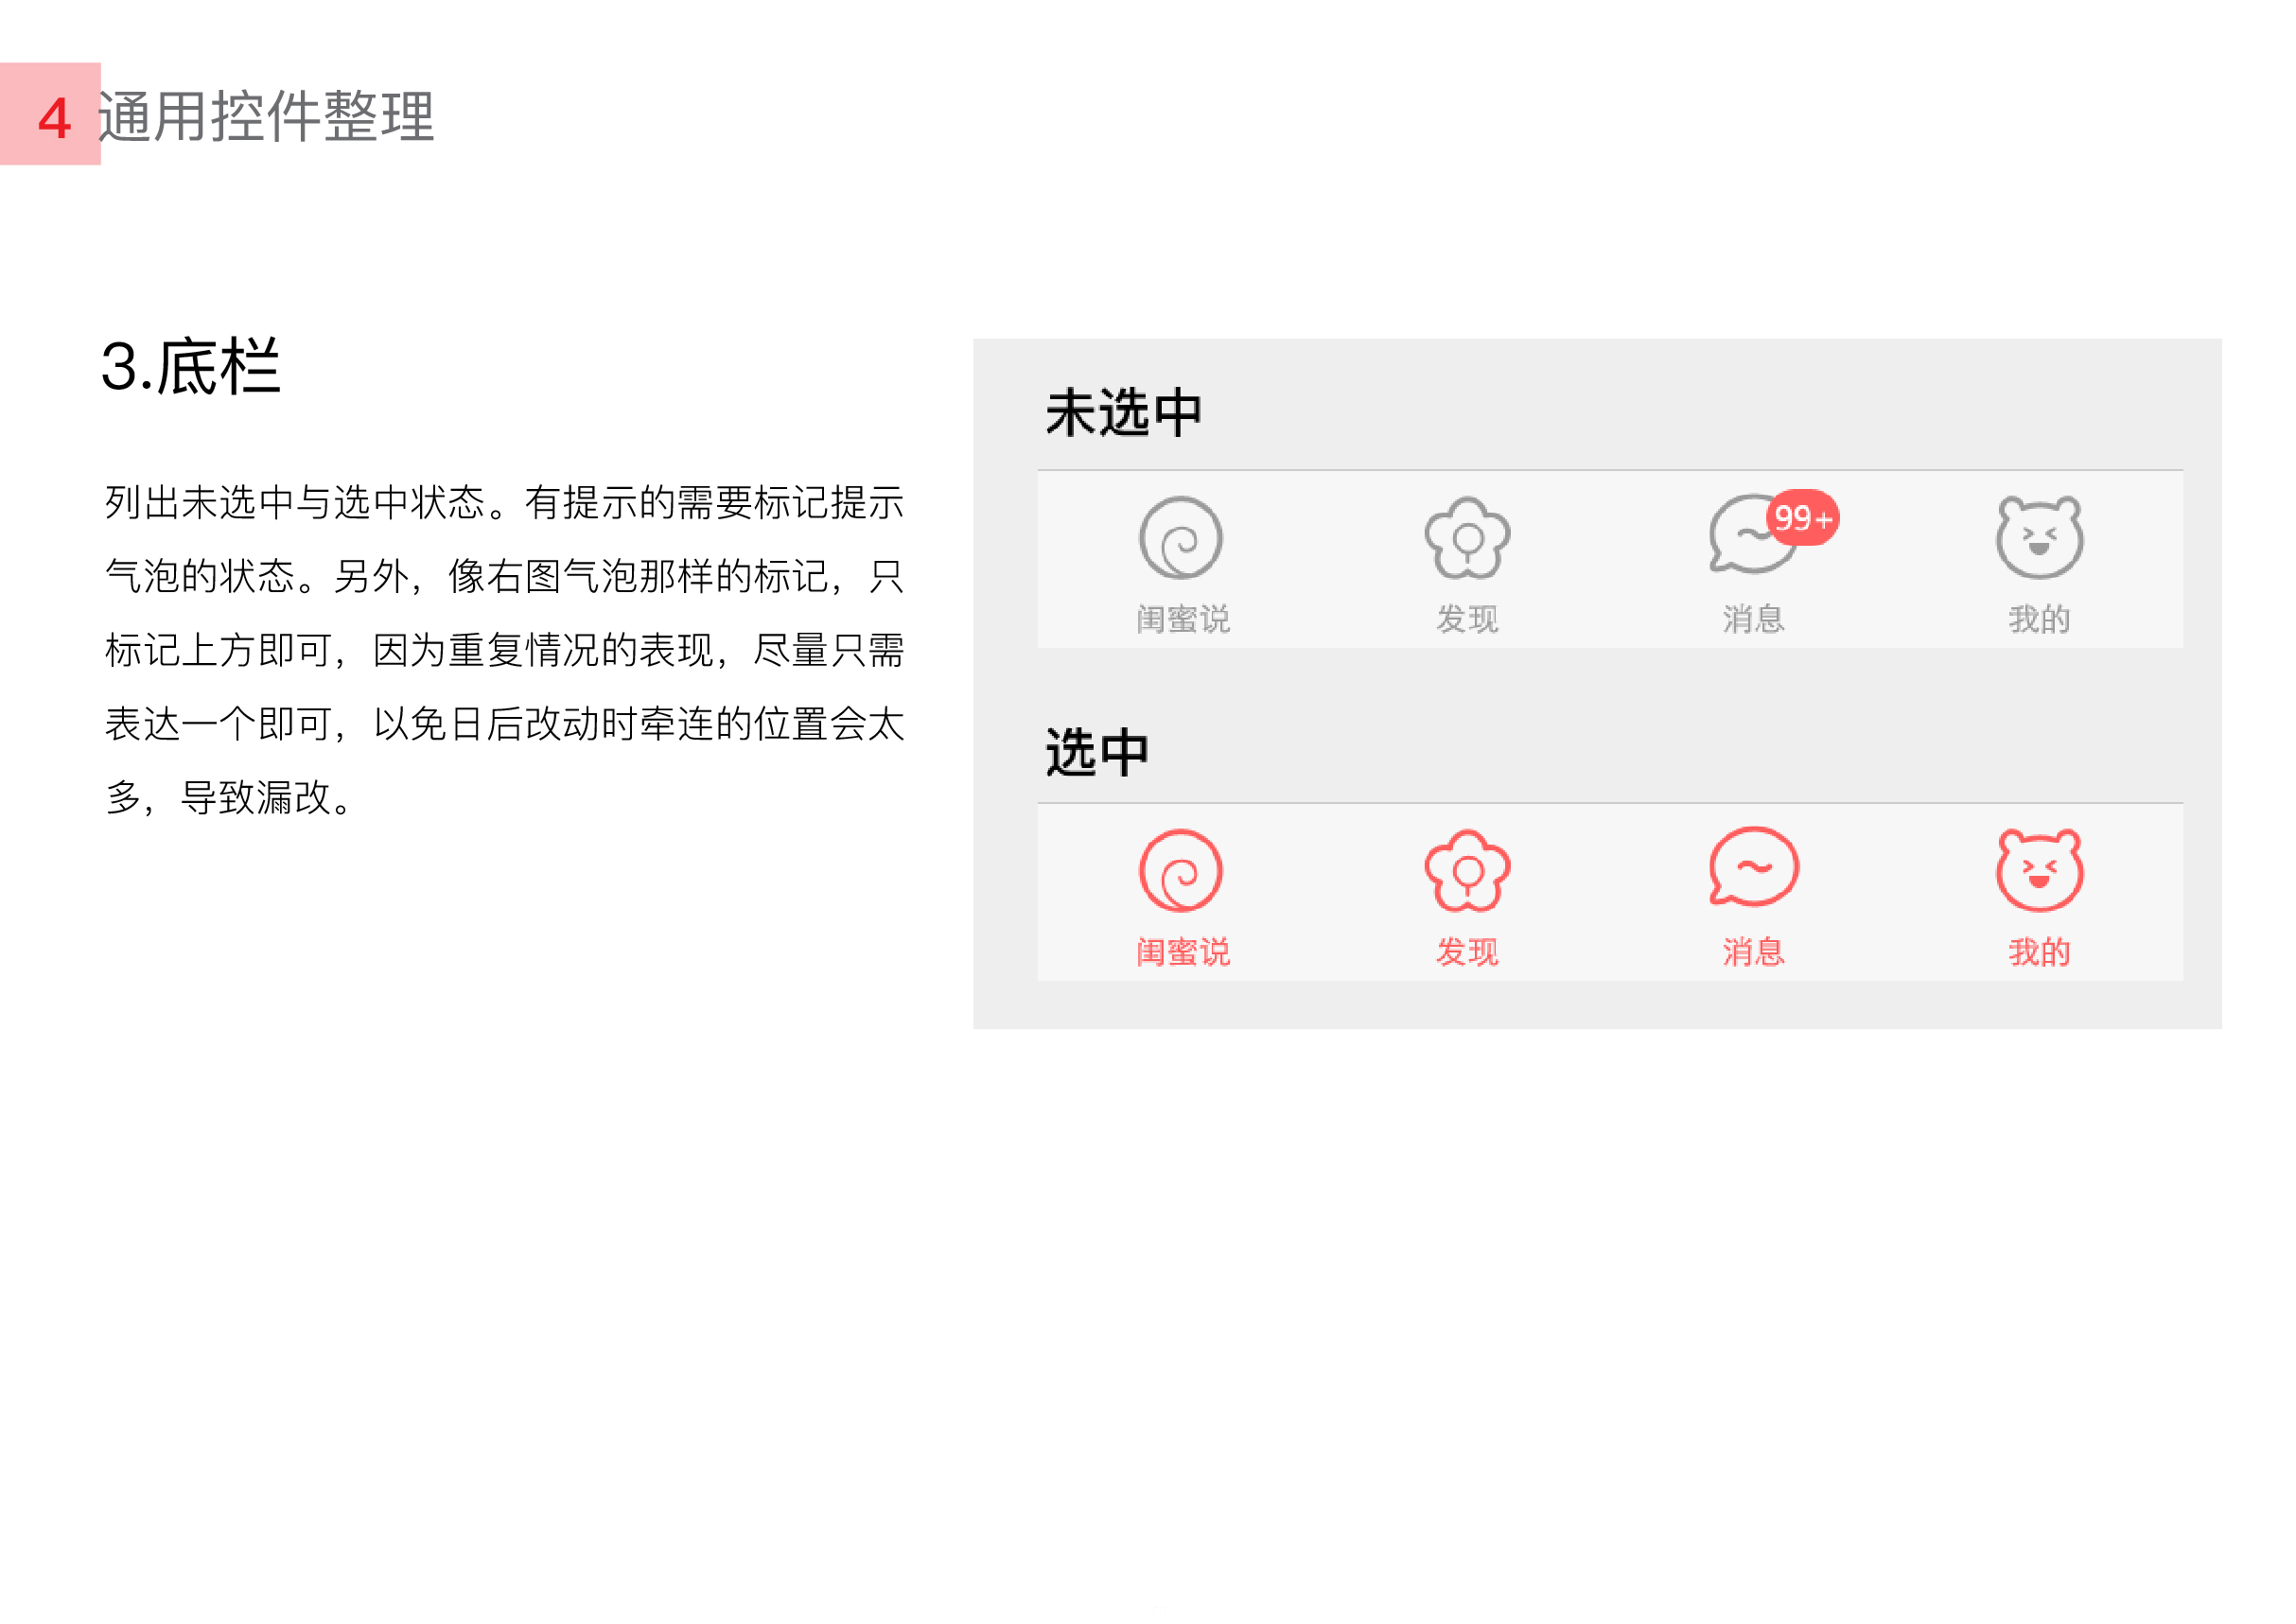 4 通用控件整理
3.底栏
列出未选中与选中状态。有提示的需要标记提示
气泡的状态。另外，像右图气泡那样的标记，只
标记上方即可，因为重复情况的表现，尽量只需
表达一个即可，以免日后改动时牵连的位置会太
多，导致漏改。
未选中
99+
闺蜜说 发现 消息 我的
选中
闺蜜说 发现 消息 我的